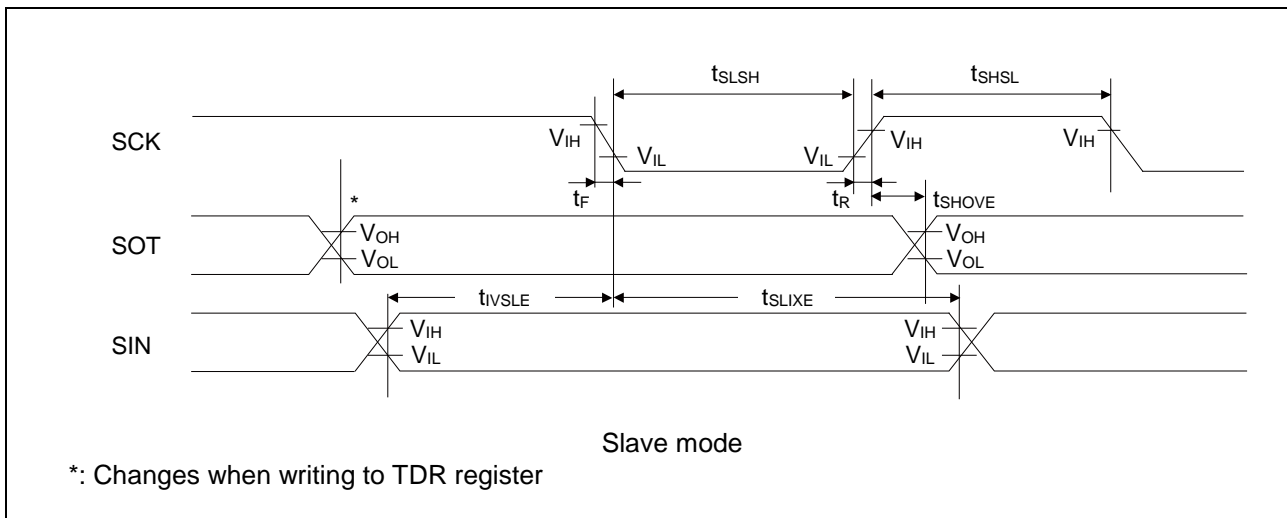 tSLSH
tSHSL
SCK
VIH
VIL
VIL
VIH
VIH
tF
tR
tSHOVE
*
SOT
VOH
VOL
VOH
VOL
tIVSLE
tSLIXE
SIN
VIH
VIL
VIH
VIL
Slave mode
*: Changes when writing to TDR register